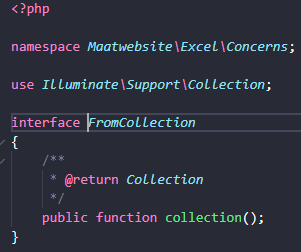 <?php
namespace Maatwebsite\Excel\Concerns;
use Illuminate\Support\Collection;
interface FromCollection
{
    /**
     * @return Collection
     */
    public function collection();
}